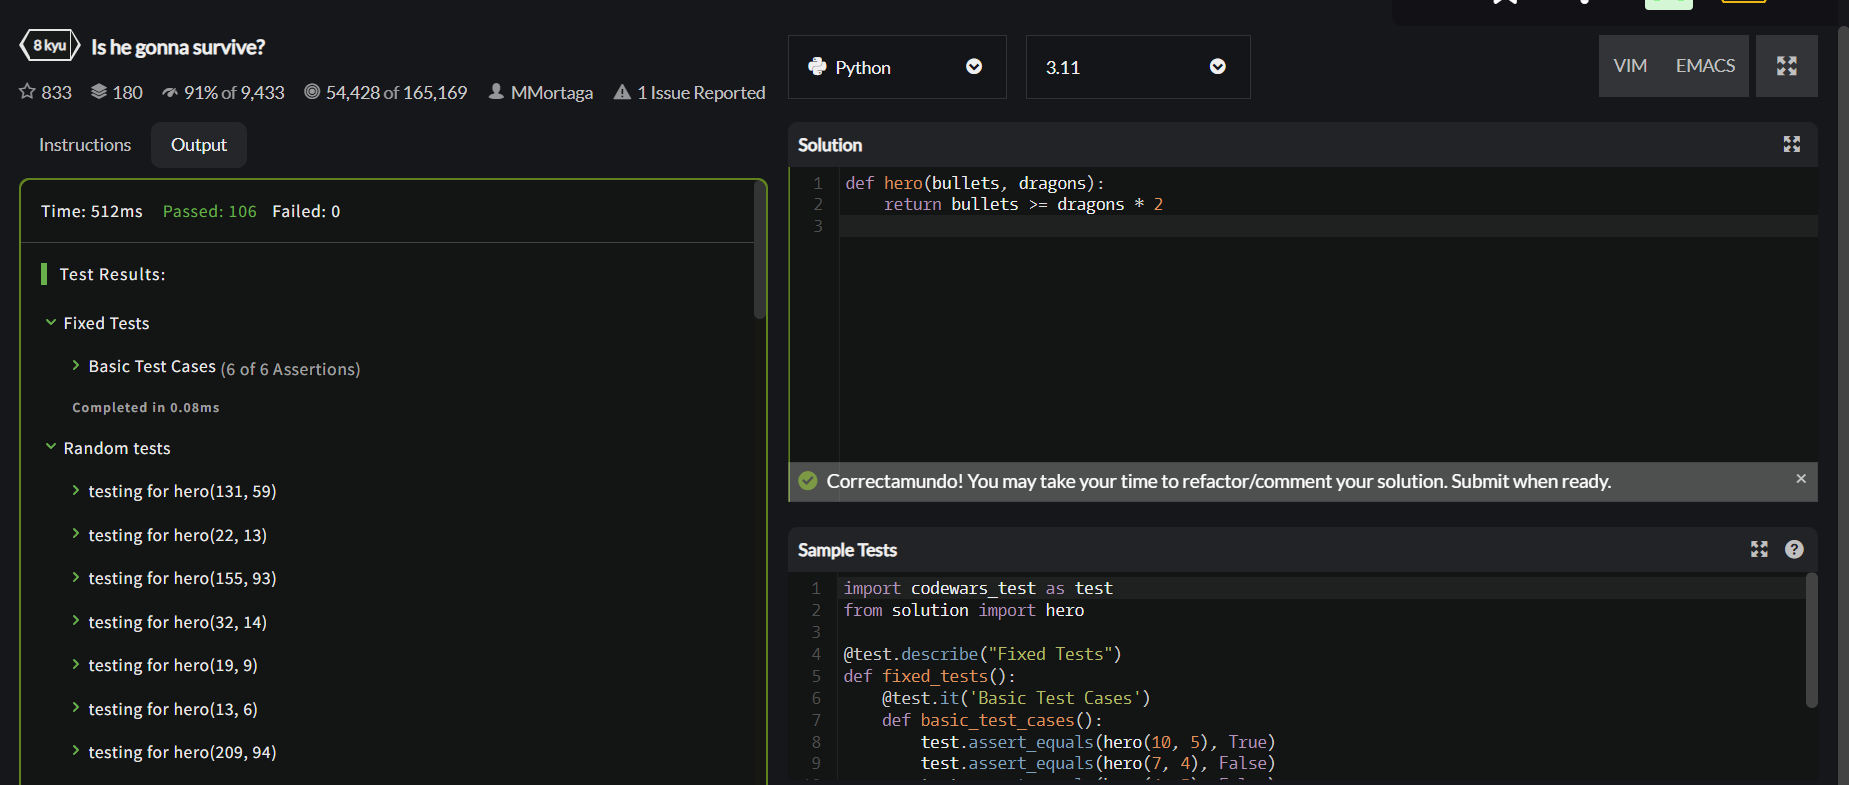 8 kyu Is he gonna survive?
833 180 91% of 9,433 54,428 of 165,169 MMortaga 1 Issue Reported
Instructions Output
Time: 512ms Passed: 106 Failed: 0
Test Results:
Fixed Tests
Basic Test Cases (6 of 6 Assertions)
Completed in 0.08ms
Random tests
testing for hero(131, 59)
testing for hero(22, 13)
testing for hero(155, 93)
testing for hero(32, 14)
testing for hero(19, 9)
testing for hero(13, 6)
testing for hero(209, 94)
Python 3.11 VIM EMACS
Solution
1 def hero(bullets, dragons):
2 return bullets >= dragons * 2
3
Correctamundo! You may take your time to refactor/comment your solution. Submit when ready.
Sample Tests
1 import codewars_test as test
2 from solution import hero
3
4 @test.describe("Fixed Tests")
5 def fixed_tests():
6 @test.it('Basic Test Cases')
7 def basic_test_cases():
8 test.assert_equals(hero(10, 5), True)
9 test.assert_equals(hero(7, 4), False)